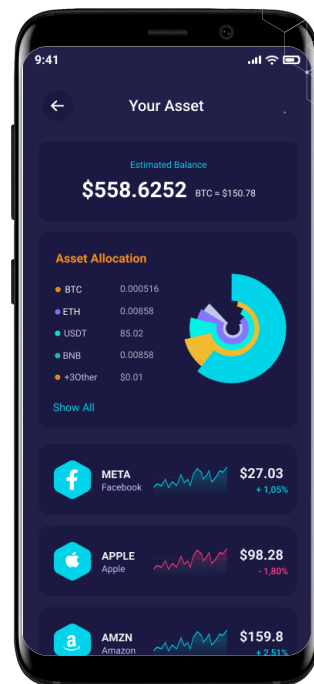 9:41
Your Asset
Estimated Balance
$558.6252 BTC ≈ $150.78
Asset Allocation
BTC 0.000516
ETH 0.00858
USDT 85.02
BNB 0.00858
+3Other $0.01
Show All
META $27.03
Facebook + 1,05%
APPLE $98.28
Apple - 1,80%
AMZN $159.8
Amazon + 2,51%